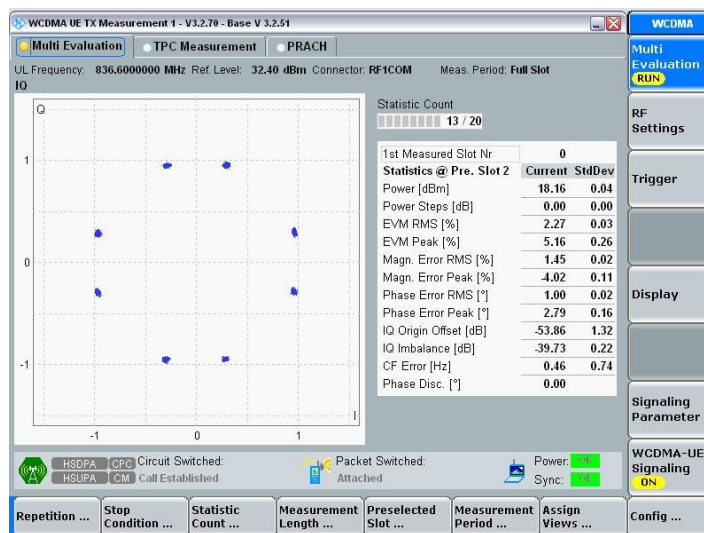 WCDMA UE TX Measurement 1 - V3.2.70 - Base V 3.2.51
WCDMA
Multi Evaluation
TPC Measurement
PRACH
Multi
Evaluation
RUN
UL Frequency: 836.6000000 MHz Ref. Level: 32.40 dBm Connector: RF1COM Meas. Period: Full Slot
IQ
RF
Settings
Trigger
Display
Signaling
Parameter
WCDMA-UE
Signaling
ON
Config ...
Q
1
0
-1
-1 0 1
I
Statistic Count
13 / 20
1st Measured Slot Nr 0
Statistics @ Pre. Slot 2 Current StdDev
Power [dBm] 18.16 0.04
Power Steps [dB] 0.00 0.00
EVM RMS [%] 2.27 0.03
EVM Peak [%] 5.16 0.26
Magn. Error RMS [%] 1.45 0.02
Magn. Error Peak [%] -4.02 0.11
Phase Error RMS [°] 1.00 0.02
Phase Error Peak [°] 2.79 0.16
IQ Origin Offset [dB] -53.86 1.32
IQ Imbalance [dB] -39.73 0.22
CF Error [Hz] 0.46 0.74
Phase Disc. [°] 0.00
HSDPA CPC Circuit Switched:
HSUPA CM Call Established
Packet Switched:
Attached
Power:
Sync:
Repetition ...
Stop
Condition ...
Statistic
Count ...
Measurement
Length ...
Preselected
Slot ...
Measurement
Period ...
Assign
Views ...